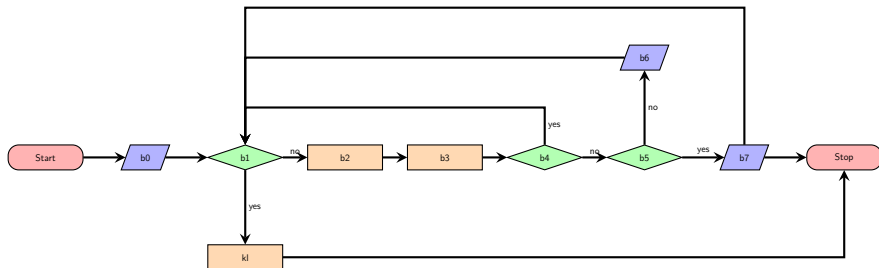 b6
no
yes
Start
b0
b1
no
b2
b3
b4
no
b5
yes
b7
Stop
yes
kl